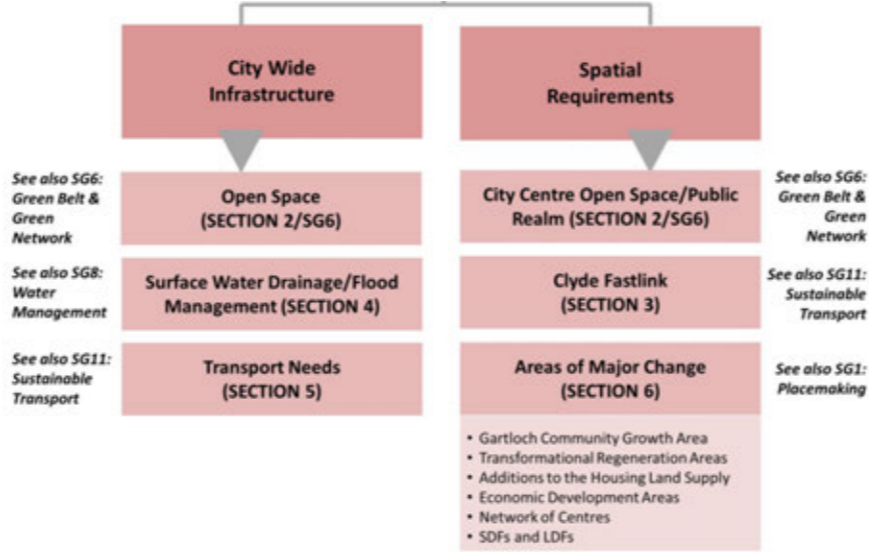 City Wide
Infrastructure
Spatial
Requirements
See also SG6:
Green Belt &
Green
Network
Open Space
(SECTION 2/SG6)
City Centre Open Space/Public
Realm (SECTION 2/SG6)
See also SG6:
Green Belt &
Green
Network
See also SG8:
Water
Management
Surface Water Drainage/Flood
Management (SECTION 4)
Clyde Fastlink
(SECTION 3)
See also SG11:
Sustainable
Transport
See also SG11:
Sustainable
Transport
Transport Needs
(SECTION 5)
Areas of Major Change
(SECTION 6)
See also SG1:
Placemaking
• Gartloch Community Growth Area
• Transformational Regeneration Areas
• Additions to the Housing Land Supply
• Economic Development Areas
• Network of Centres
• SDFs and LDFs